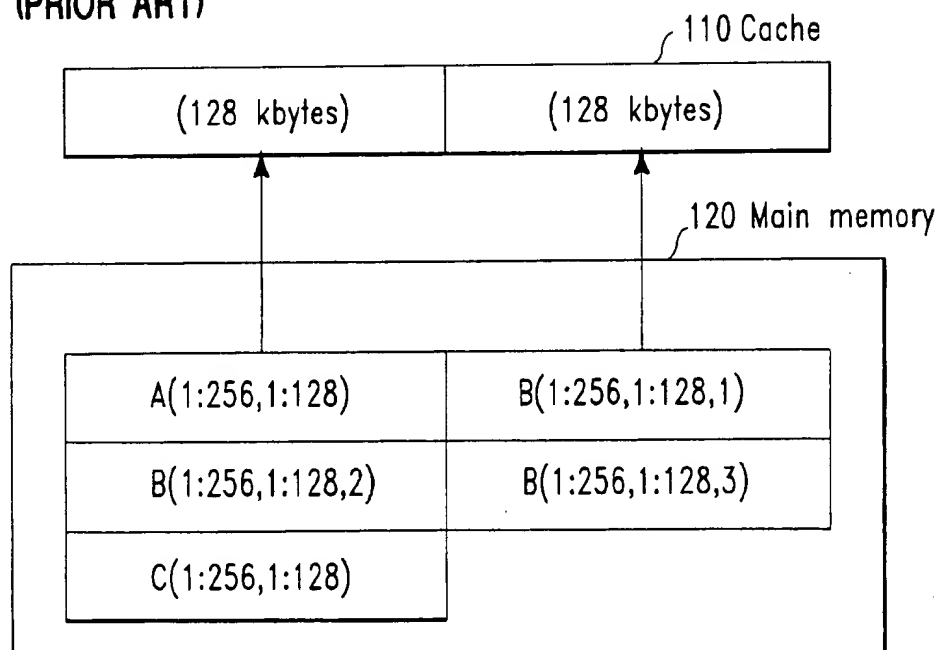 (PRIOR ART)
110 Cache
(128 kbytes) (128 kbytes)
120 Main memory
A(1:256,1:128) B(1:256,1:128,1)
B(1:256,1:128,2) B(1:256,1:128,3)
C(1:256,1:128)